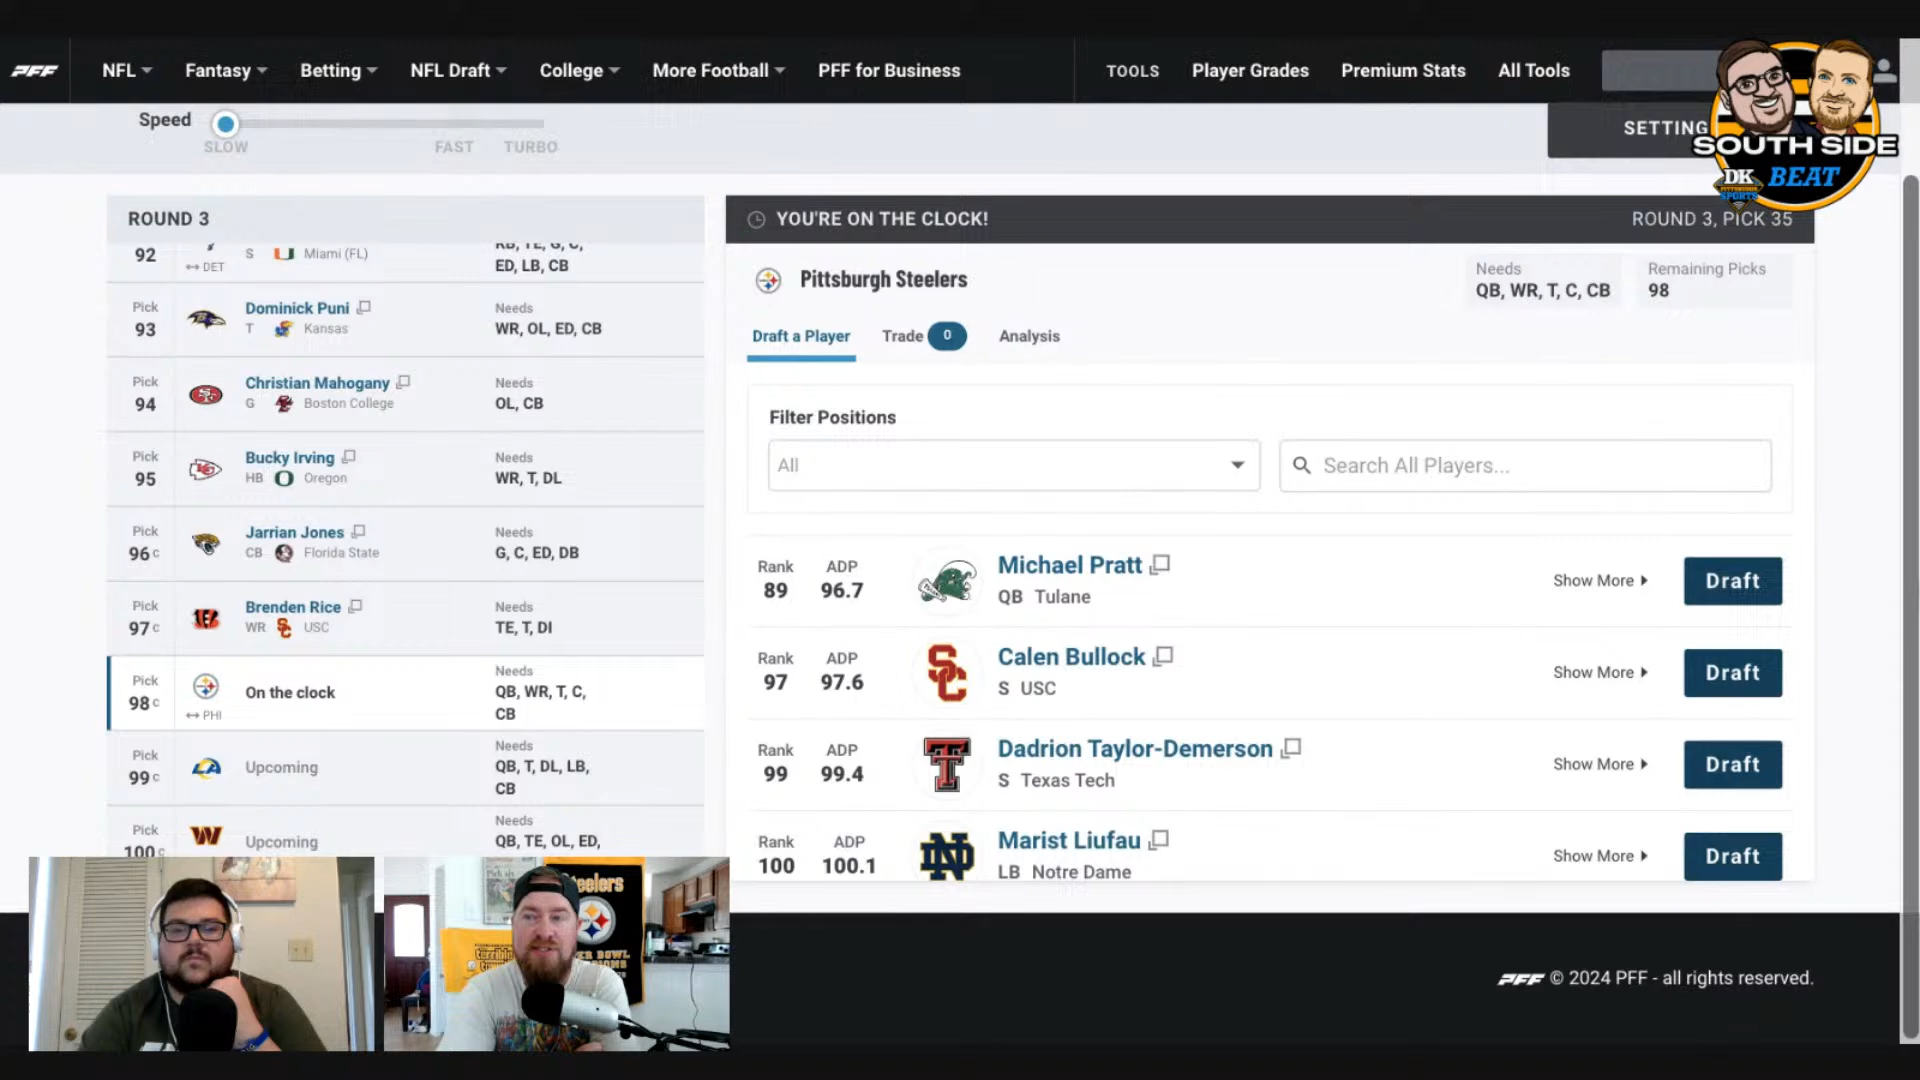 PFF
NFL
Fantasy
Betting
NFL Draft
College
More Football
PFF for Business
TOOLS
Player Grades
Premium Stats
All Tools
Speed
SLOW
FAST
TURBO
SETTING
SOUTH SIDE
DK
PITTSBURGH
SPORTS
BEAT
ROUND 3
92
DET
S
Miami (FL)
RB, TE, G, C,
ED, LB, CB
Pick
93
Dominick Puni
T
Kansas
Needs
WR, OL, ED, CB
Pick
94
Christian Mahogany
G
Boston College
Needs
OL, CB
Pick
95
Bucky Irving
HB
Oregon
Needs
WR, T, DL
Pick
96 c
Jarrian Jones
CB
Florida State
Needs
G, C, ED, DB
Pick
97 c
Brenden Rice
WR
USC
Needs
TE, T, DI
Pick
98 c
PHI
On the clock
Needs
QB, WR, T, C,
CB
Pick
99 c
Upcoming
Needs
QB, T, DL, LB,
CB
Pick
100 c
Upcoming
Needs
QB, TE, OL, ED,
YOU'RE ON THE CLOCK!
ROUND 3, PICK 35
Pittsburgh Steelers
Needs
QB, WR, T, C, CB
Remaining Picks
98
Draft a Player
Trade 0
Analysis
Filter Positions
All
Search All Players...
Rank
89
ADP
96.7
Michael Pratt
QB Tulane
Show More
Draft
Rank
97
ADP
97.6
Calen Bullock
S USC
Show More
Draft
Rank
99
ADP
99.4
Dadrion Taylor-Demerson
S Texas Tech
Show More
Draft
Rank
100
ADP
100.1
Marist Liufau
LB Notre Dame
Show More
Draft
PFF © 2024 PFF - all rights reserved.